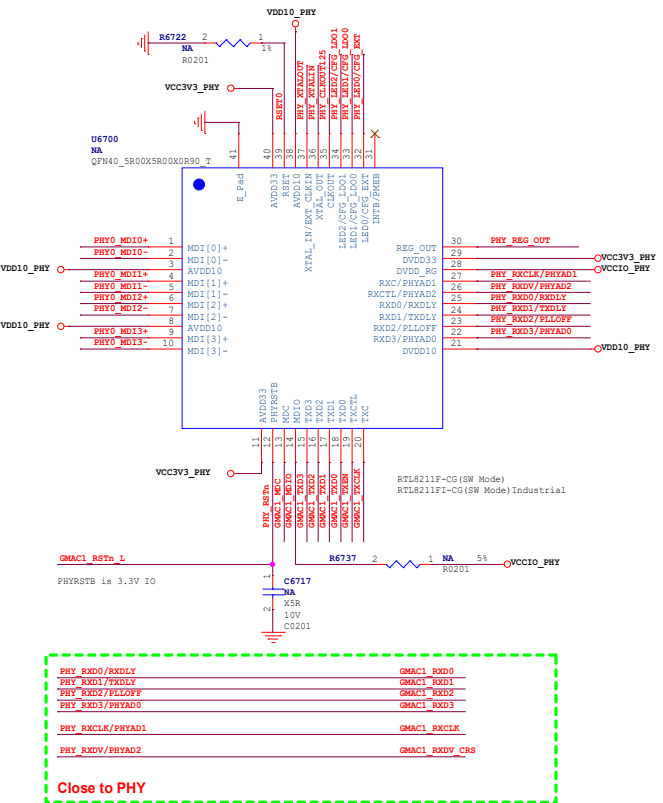 VDD10_PHY
R6722 2 1
NA 1%
R0201
VCC3V3_PHY
RSET0
PHY_XTALOUT
PHY_XTALIN
PHY_CLKOUT125
PHY_LED2/CFG_LDO1
PHY_LED1/CFG_LDO0
PHY_LED0/CFG_EXT
U6700
NA
QFN40_5R00X5R00X0R90_T
41 40 39 38 37 36 35 34 33 32 31
E_Pad
AVDD33
RSET
AVDD10
XTAL_IN/EXT_CLKIN
XTAL_OUT
CLKOUT
LED2/CFG_LDO1
LED1/CFG_LDO0
LED0/CFG_EXT
INTB/PMEB
PHY0_MDI0+ 1 MDI[0]+
PHY0_MDI0- 2 MDI[0]-
VDD10_PHY 3 AVDD10
PHY0_MDI1+ 4 MDI[1]+
PHY0_MDI1- 5 MDI[1]-
PHY0_MDI2+ 6 MDI[2]+
PHY0_MDI2- 7 MDI[2]-
VDD10_PHY 8 AVDD10
PHY0_MDI3+ 9 MDI[3]+
PHY0_MDI3- 10 MDI[3]-
REG_OUT 30 PHY_REG_OUT
DVDD33 29 VCC3V3_PHY
DVDD_RG 28 VCCIO_PHY
RXC/PHYAD1 27 PHY_RXCLK/PHYAD1
RXCTL/PHYAD2 26 PHY_RXDV/PHYAD2
RXD0/RXDLY 25 PHY_RXD0/RXDLY
RXD1/TXDLY 24 PHY_RXD1/TXDLY
RXD2/PLLOFF 23 PHY_RXD2/PLLOFF
RXD3/PHYAD0 22 PHY_RXD3/PHYAD0
DVDD10 21 VDD10_PHY
AVDD33
PHYRSTB
MDC
MDIO
TXD3
TXD2
TXD1
TXD0
TXCTL
TXC
11 12 13 14 15 16 17 18 19 20
VCC3V3_PHY
PHY_RSTn
GMAC1_MDC
GMAC1_MDIO
GMAC1_TXD3
GMAC1_TXD2
GMAC1_TXD1
GMAC1_TXD0
GMAC1_TXEN
GMAC1_TXCLK
RTL8211F-CG(SW Mode)
RTL8211FI-CG(SW Mode)Industrial
GMAC1_RSTn_L
R6737 2 1 NA 5% VCCIO_PHY
R0201
PHYRSTB is 3.3V IO
1 C6717
NA
X5R
2 10V
C0201
PHY_RXD0/RXDLY GMAC1_RXD0
PHY_RXD1/TXDLY GMAC1_RXD1
PHY_RXD2/PLLOFF GMAC1_RXD2
PHY_RXD3/PHYAD0 GMAC1_RXD3
PHY_RXCLK/PHYAD1 GMAC1_RXCLK
PHY_RXDV/PHYAD2 GMAC1_RXDV_CRS
Close to PHY